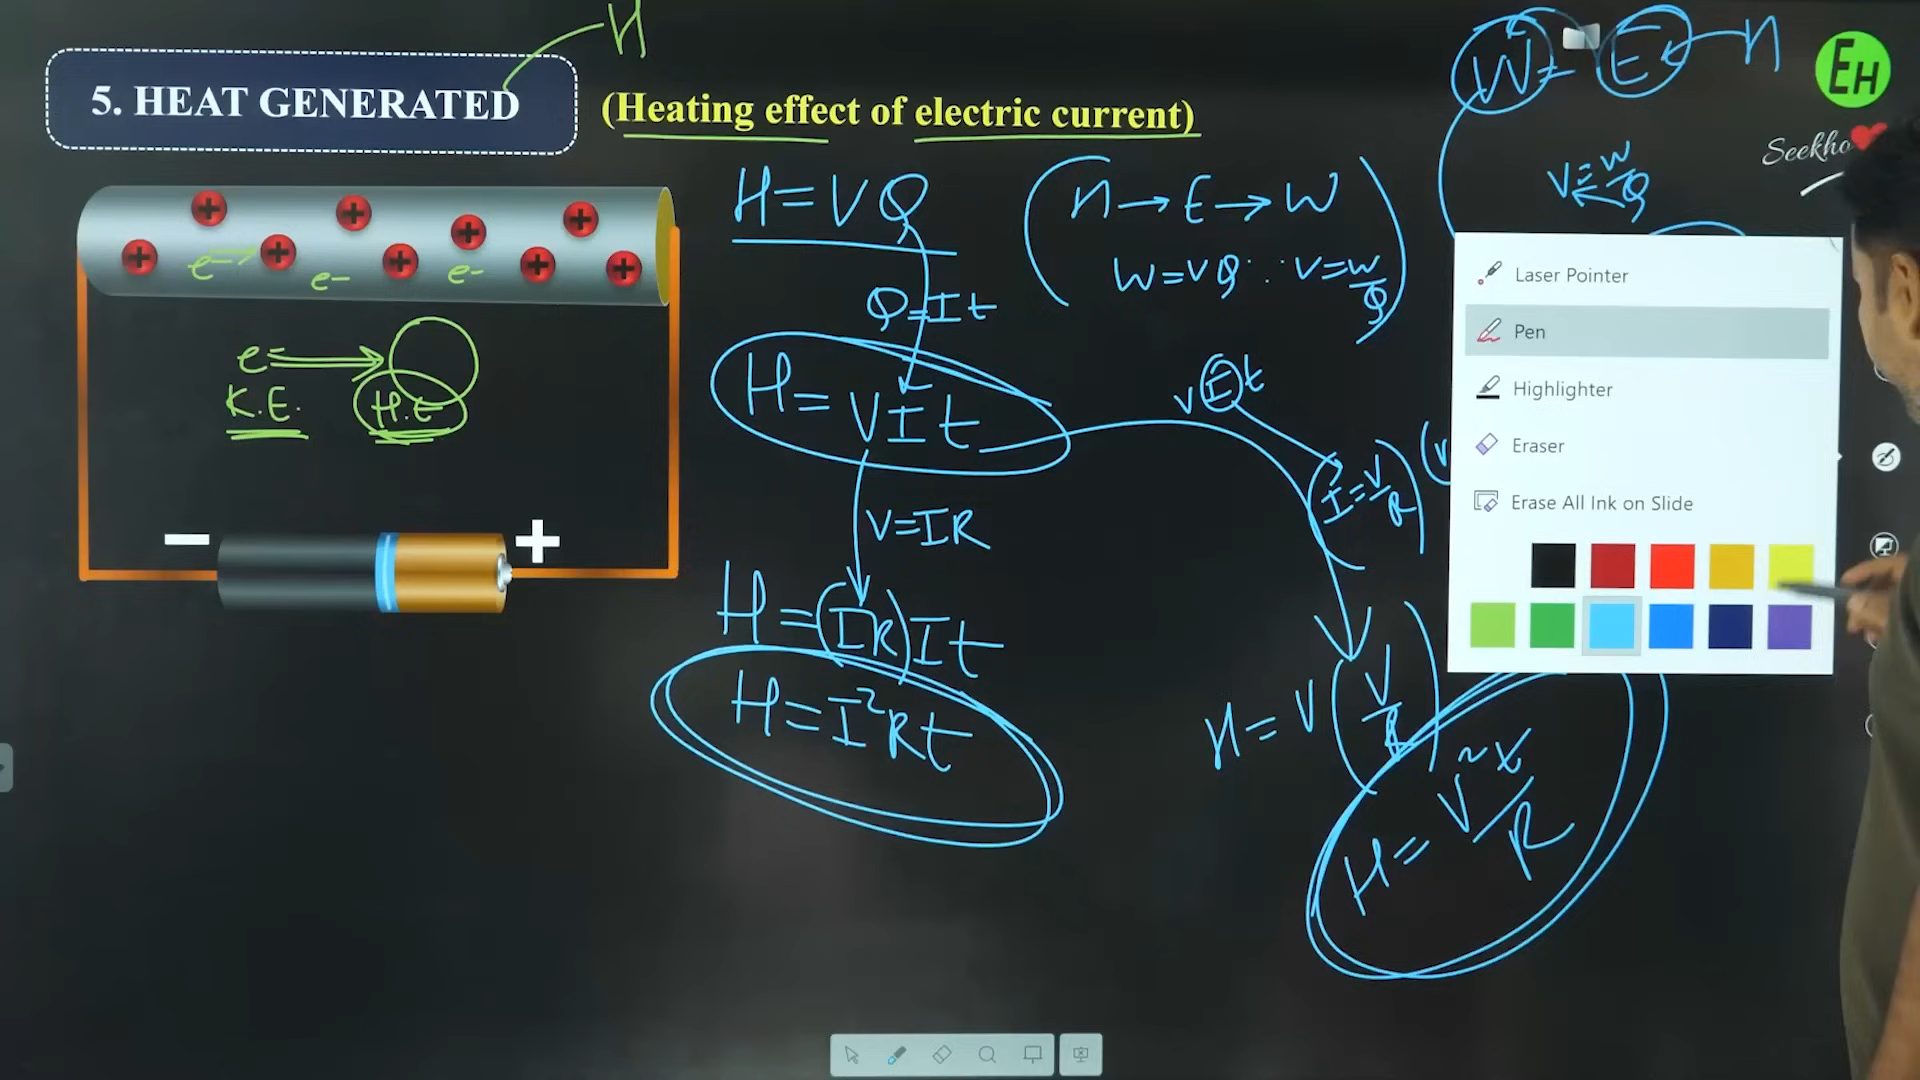 H
5. HEAT GENERATED
(Heating effect of electric current)
W = E ← H
EH
Seekho
V = W/Q
H = VQ
H → E → W
W = VQ ∵ V = W/Q
Q = It
+ + + + + + + + +
e- → e- e-
e → 
K.E. H.E
H = VIt
VIt
I = V/R
V = IR
− +
H = (IR) It
H = I²Rt
H = V (V/R)
H = V²t/R
Laser Pointer
Pen
Highlighter
Eraser
Erase All Ink on Slide